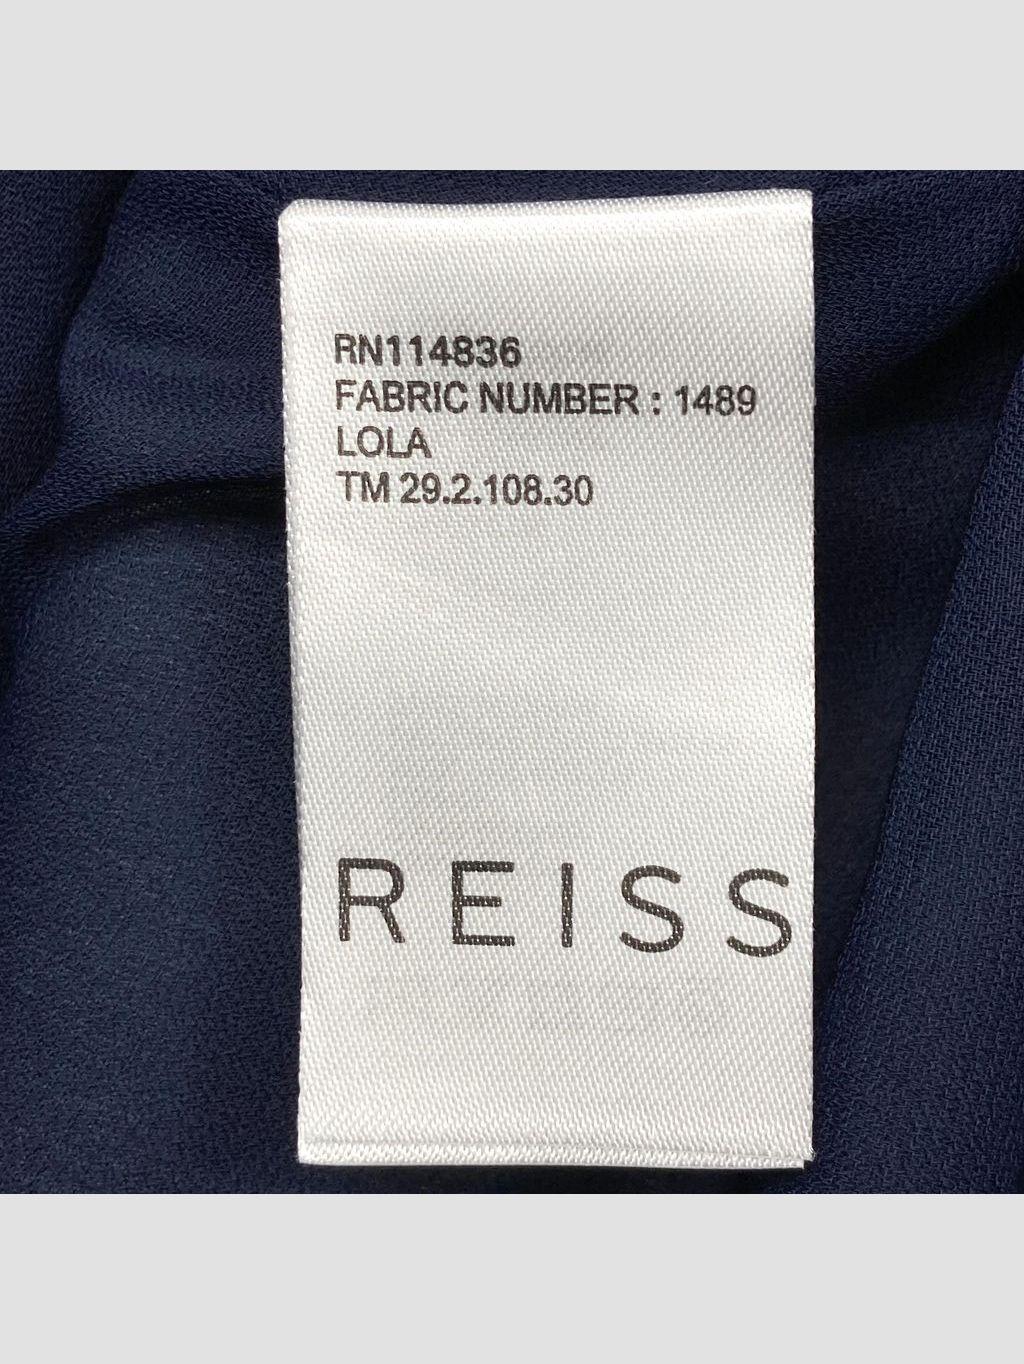 RN114836
FABRIC NUMBER : 1489
LOLA
TM 29.2.108.30
REISS